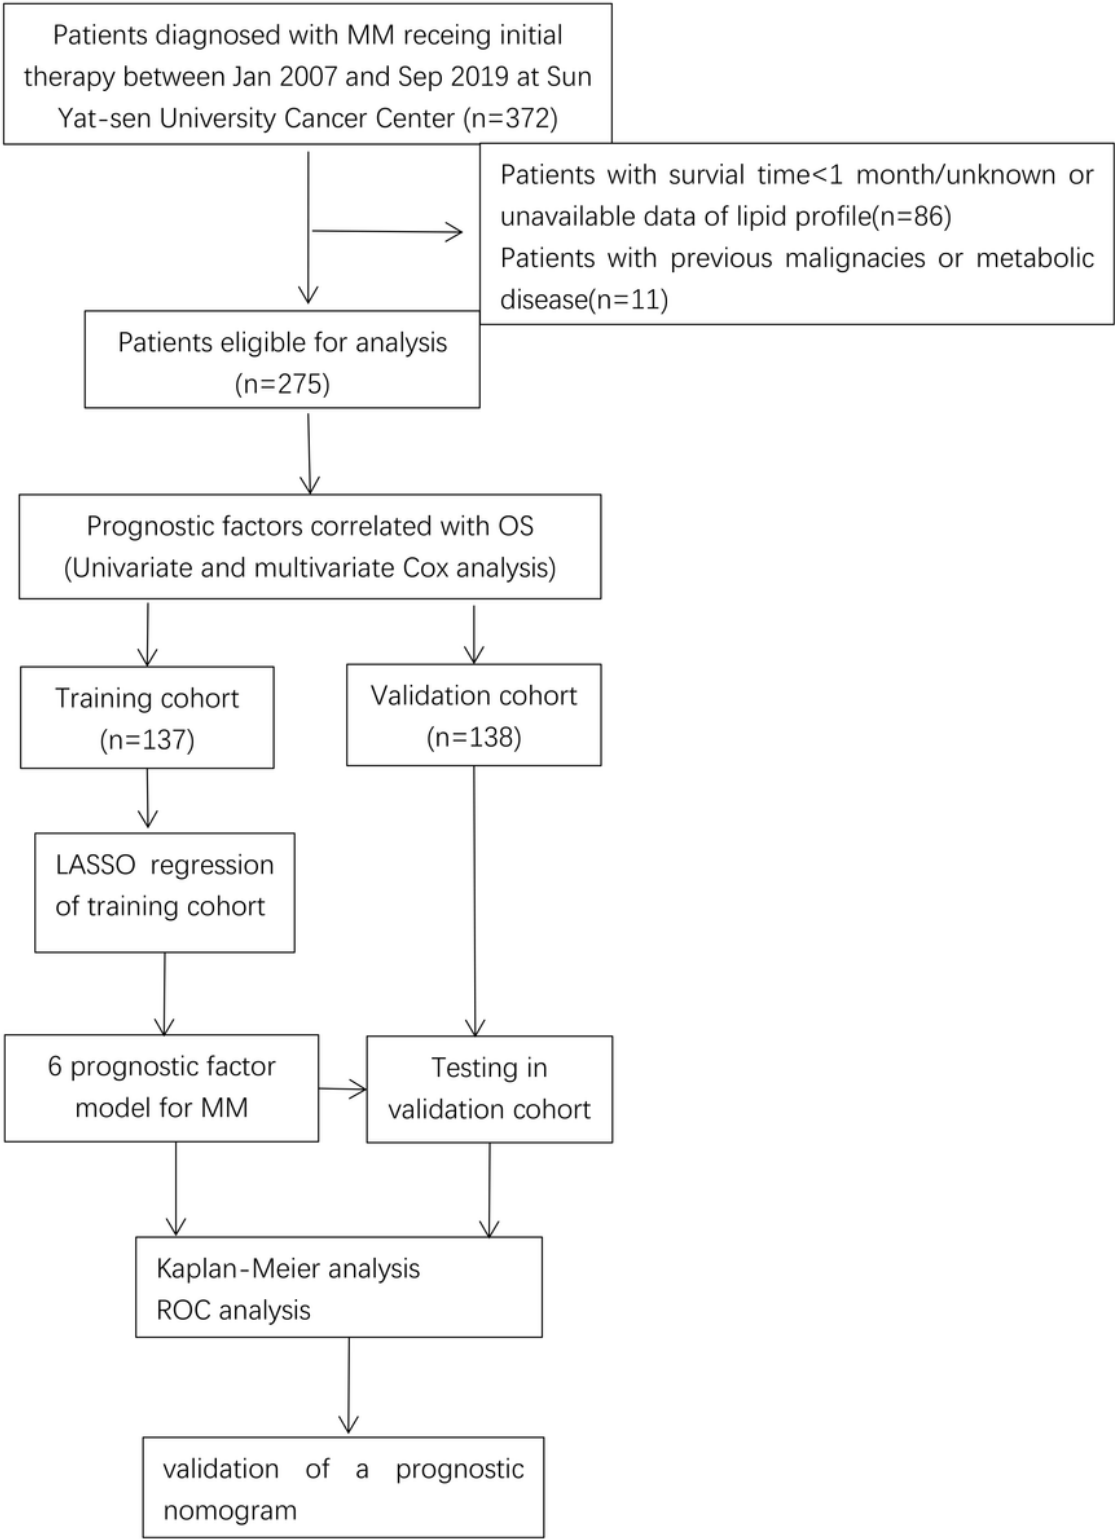 Patients diagnosed with MM receing initial
therapy between Jan 2007 and Sep 2019 at Sun
Yat-sen University Cancer Center (n=372)
Patients with survial time<1 month/unknown or
unavailable data of lipid profile(n=86)
Patients with previous malignacies or metabolic
disease(n=11)
Patients eligible for analysis
(n=275)
Prognostic factors correlated with OS
(Univariate and multivariate Cox analysis)
Training cohort
(n=137)
Validation cohort
(n=138)
LASSO regression
of training cohort
6 prognostic factor
model for MM
Testing in
validation cohort
Kaplan-Meier analysis
ROC analysis
validation of a prognostic
nomogram